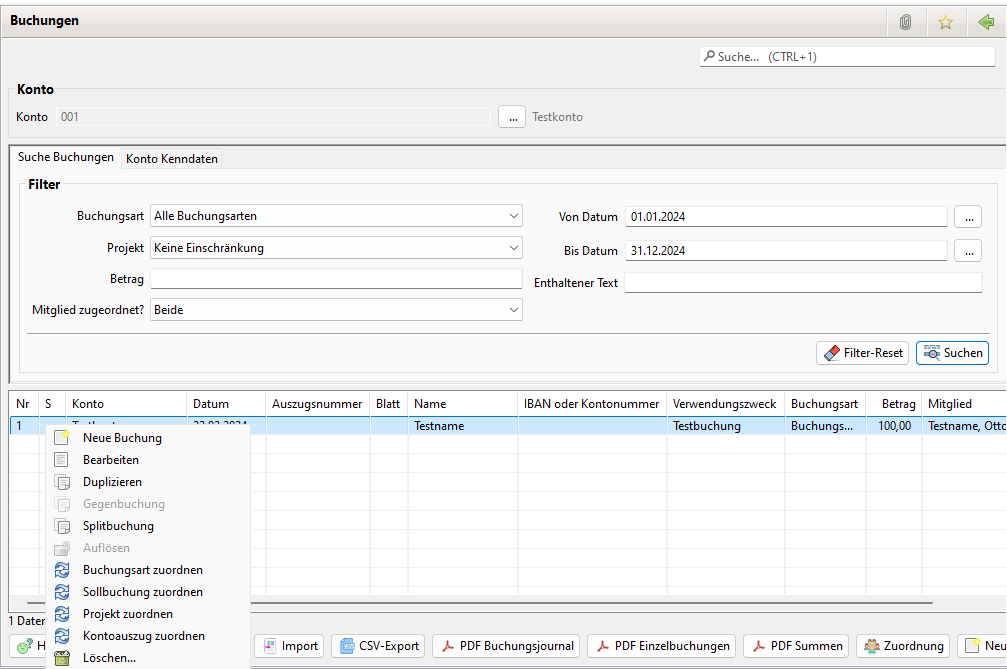 Buchungen
Suche... (CTRL+1)
Konto
Konto 001 ... Testkonto
Suche Buchungen Konto Kenndaten
Filter
Buchungsart Alle Buchungsarten Von Datum 01.01.2024 ...
Projekt Keine Einschränkung Bis Datum 31.12.2024 ...
Betrag Enthaltener Text
Mitglied zugeordnet? Beide
Filter-Reset Suchen
Nr S Konto Datum Auszugsnummer Blatt Name IBAN oder Kontonummer Verwendungszweck Buchungsart Betrag Mitglied
1 Testname Testbuchung Buchungs... 100,00 Testname, Otto
Neue Buchung
Bearbeiten
Duplizieren
Gegenbuchung
Splitbuchung
Auflösen
Buchungsart zuordnen
Sollbuchung zuordnen
Projekt zuordnen
Kontoauszug zuordnen
Löschen...
1 Daten
H Import CSV-Export PDF Buchungsjournal PDF Einzelbuchungen PDF Summen Zuordnung Neu